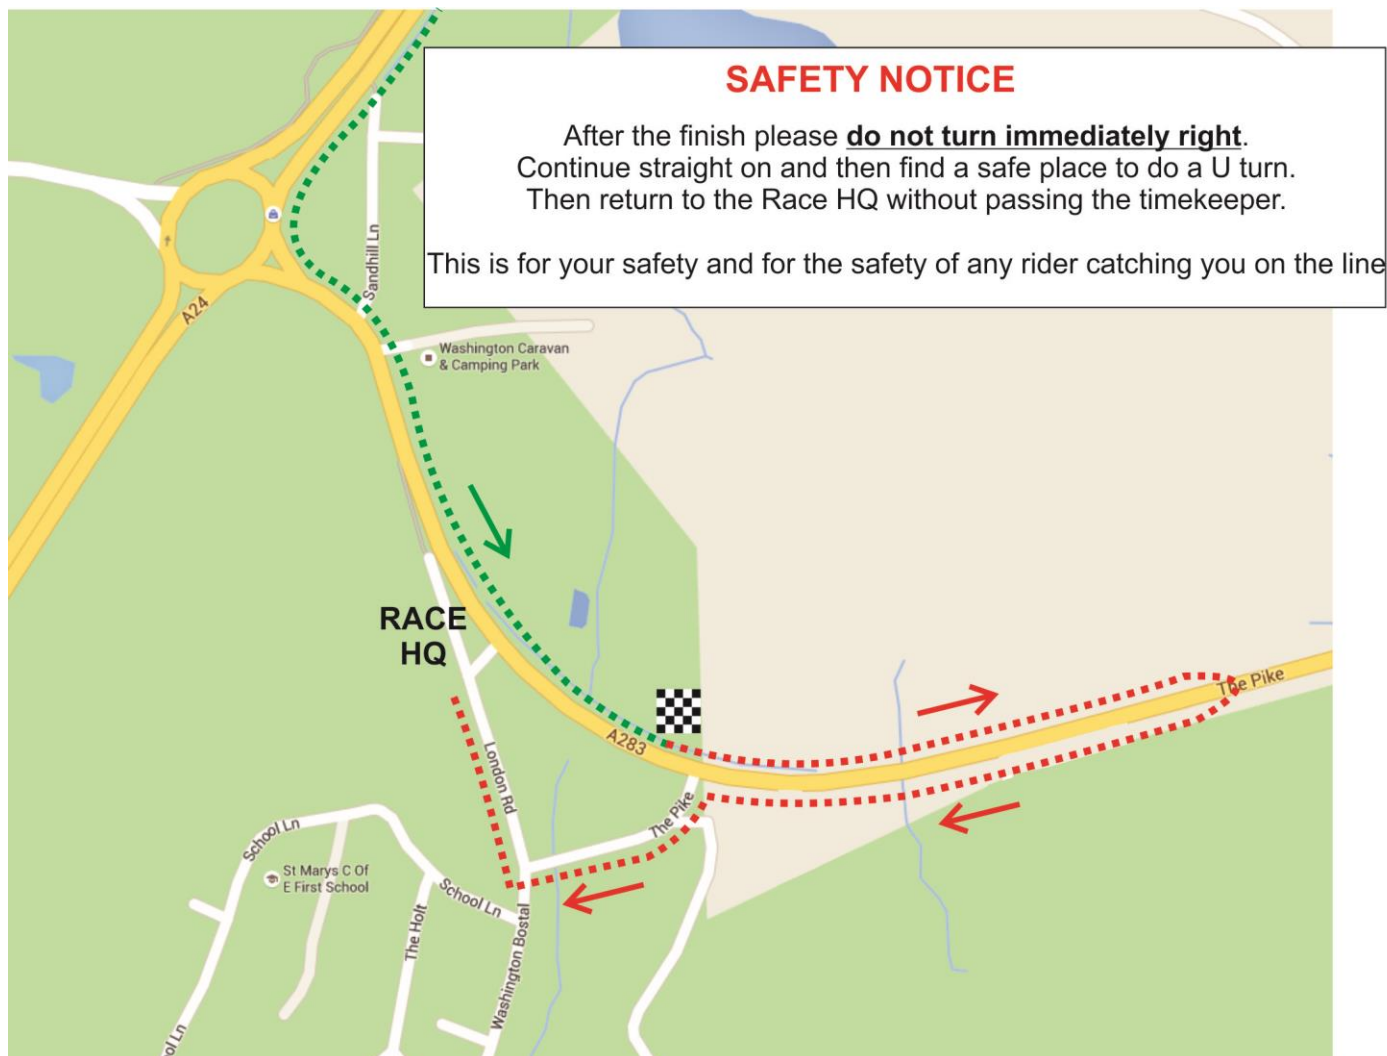 SAFETY NOTICE
After the finish please do not turn immediately right.
Continue straight on and then find a safe place to do a U turn.
Then return to the Race HQ without passing the timekeeper.
This is for your safety and for the safety of any rider catching you on the line
Sandhill Ln
A24
Washington Caravan
& Camping Park
RACE
HQ
The Pike
A283
London Rd
The Pike
School Ln
St Marys C Of
E First School
School Ln
The Holt
Washington Bostal
ol Ln